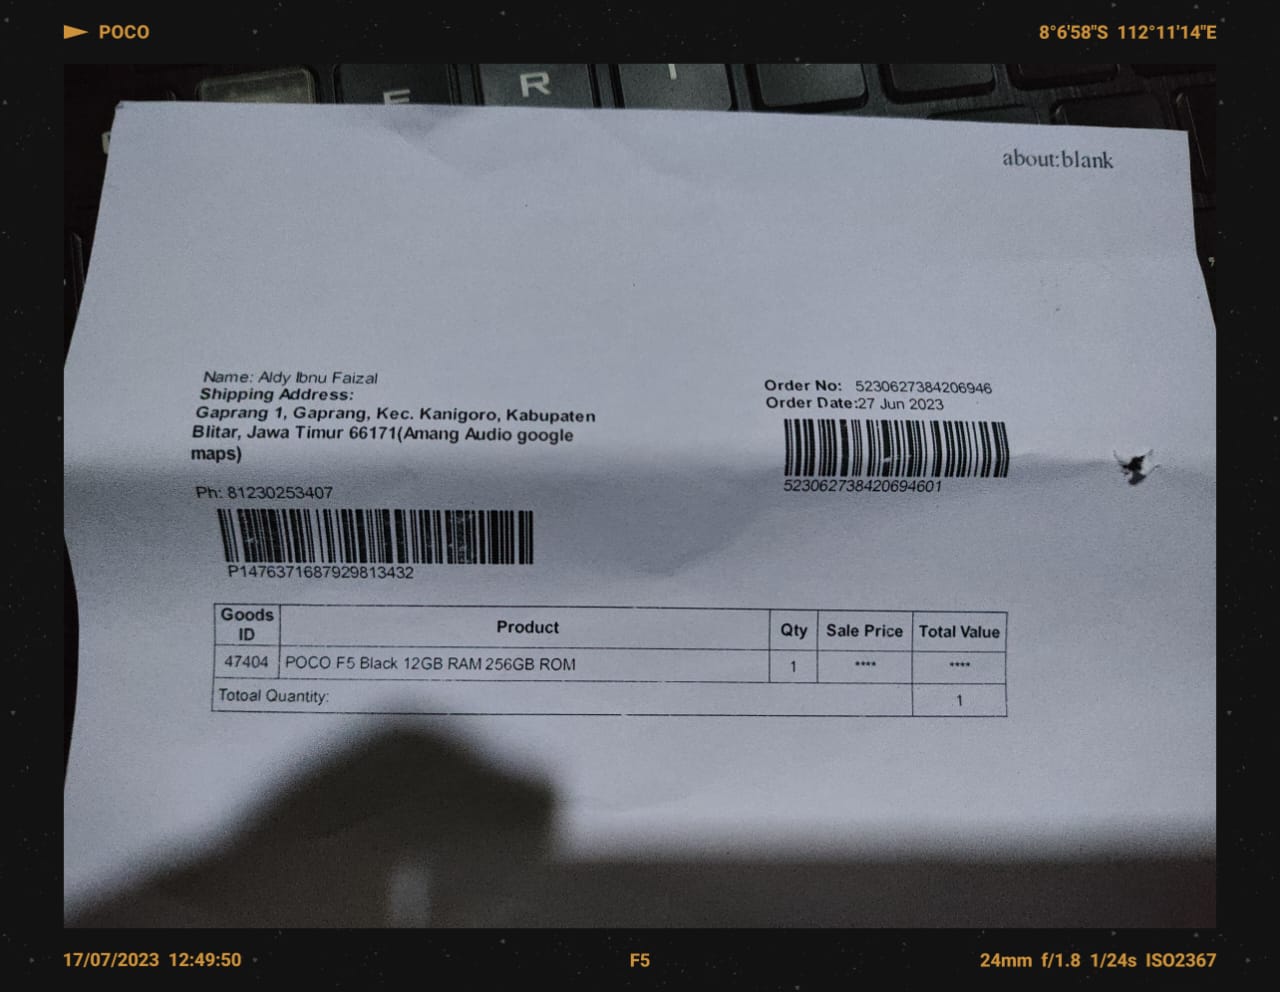 POCO
8°6'58"S 112°11'14"E
R
about:blank
Name: Aldy Ibnu Faizal
Shipping Address:
Gaprang 1, Gaprang, Kec. Kanigoro, Kabupaten
Blitar, Jawa Timur 66171(Amang Audio google
maps)
Ph: 81230253407
P1476371687929813432
Order No: 5230627384206946
Order Date:27 Jun 2023
523062738420694601
Goods ID Product Qty Sale Price Total Value
47404 POCO F5 Black 12GB RAM 256GB ROM 1 **** ****
Totoal Quantity: 1
17/07/2023 12:49:50
F5
24mm f/1.8 1/24s ISO2367